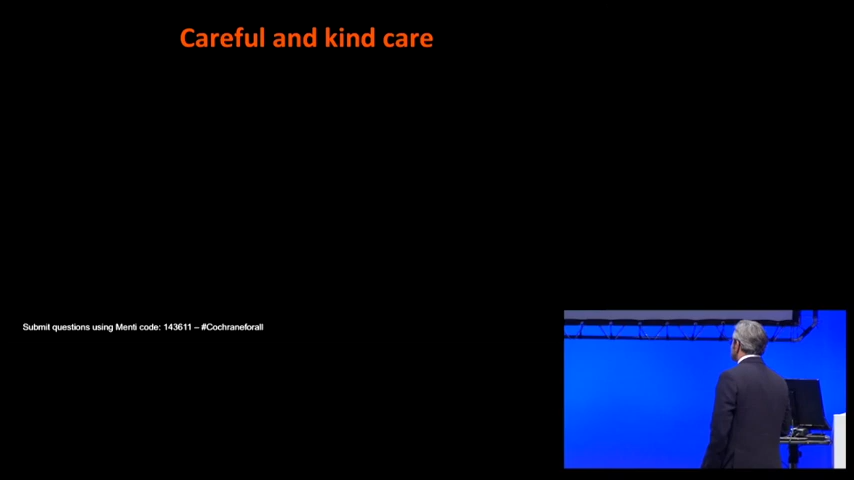 Careful and kind care
Submit questions using Menti code: 143611 – #Cochraneforall